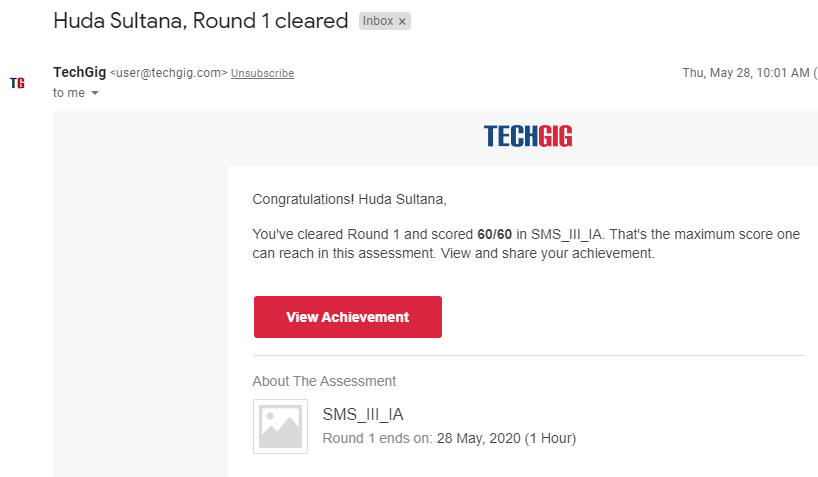 Huda Sultana, Round 1 cleared Inbox ×
TG TechGig <user@techgig.com> Unsubscribe Thu, May 28, 10:01 AM (
to me
TECHGIG
Congratulations! Huda Sultana,
You've cleared Round 1 and scored 60/60 in SMS_III_IA. That's the maximum score one
can reach in this assessment. View and share your achievement.
View Achievement
About The Assessment
SMS_III_IA
Round 1 ends on: 28 May, 2020 (1 Hour)